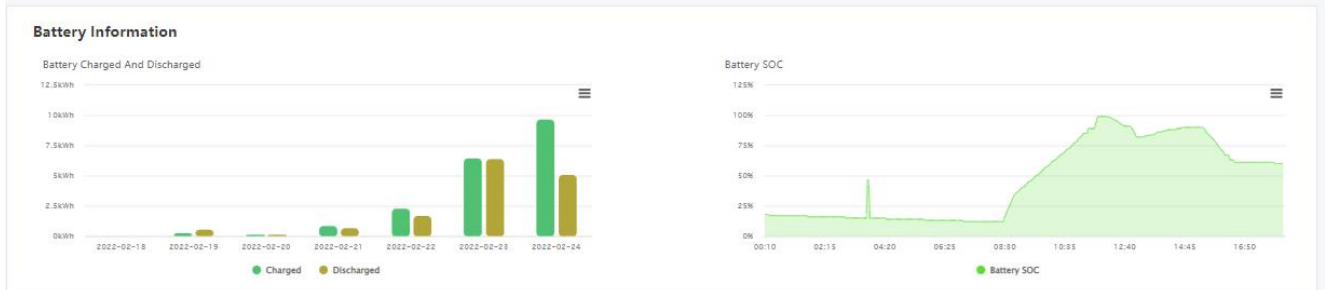 Battery Information
Battery Charged And Discharged
12.5kWh
10kWh
7.5kWh
5kWh
2.5kWh
0kWh
2022-02-18 2022-02-19 2022-02-20 2022-02-21 2022-02-22 2022-02-23 2022-02-24
Charged Discharged
Battery SOC
125%
100%
75%
50%
25%
0%
00:10 02:15 04:20 06:25 08:30 10:35 12:40 14:45 16:50
Battery SOC